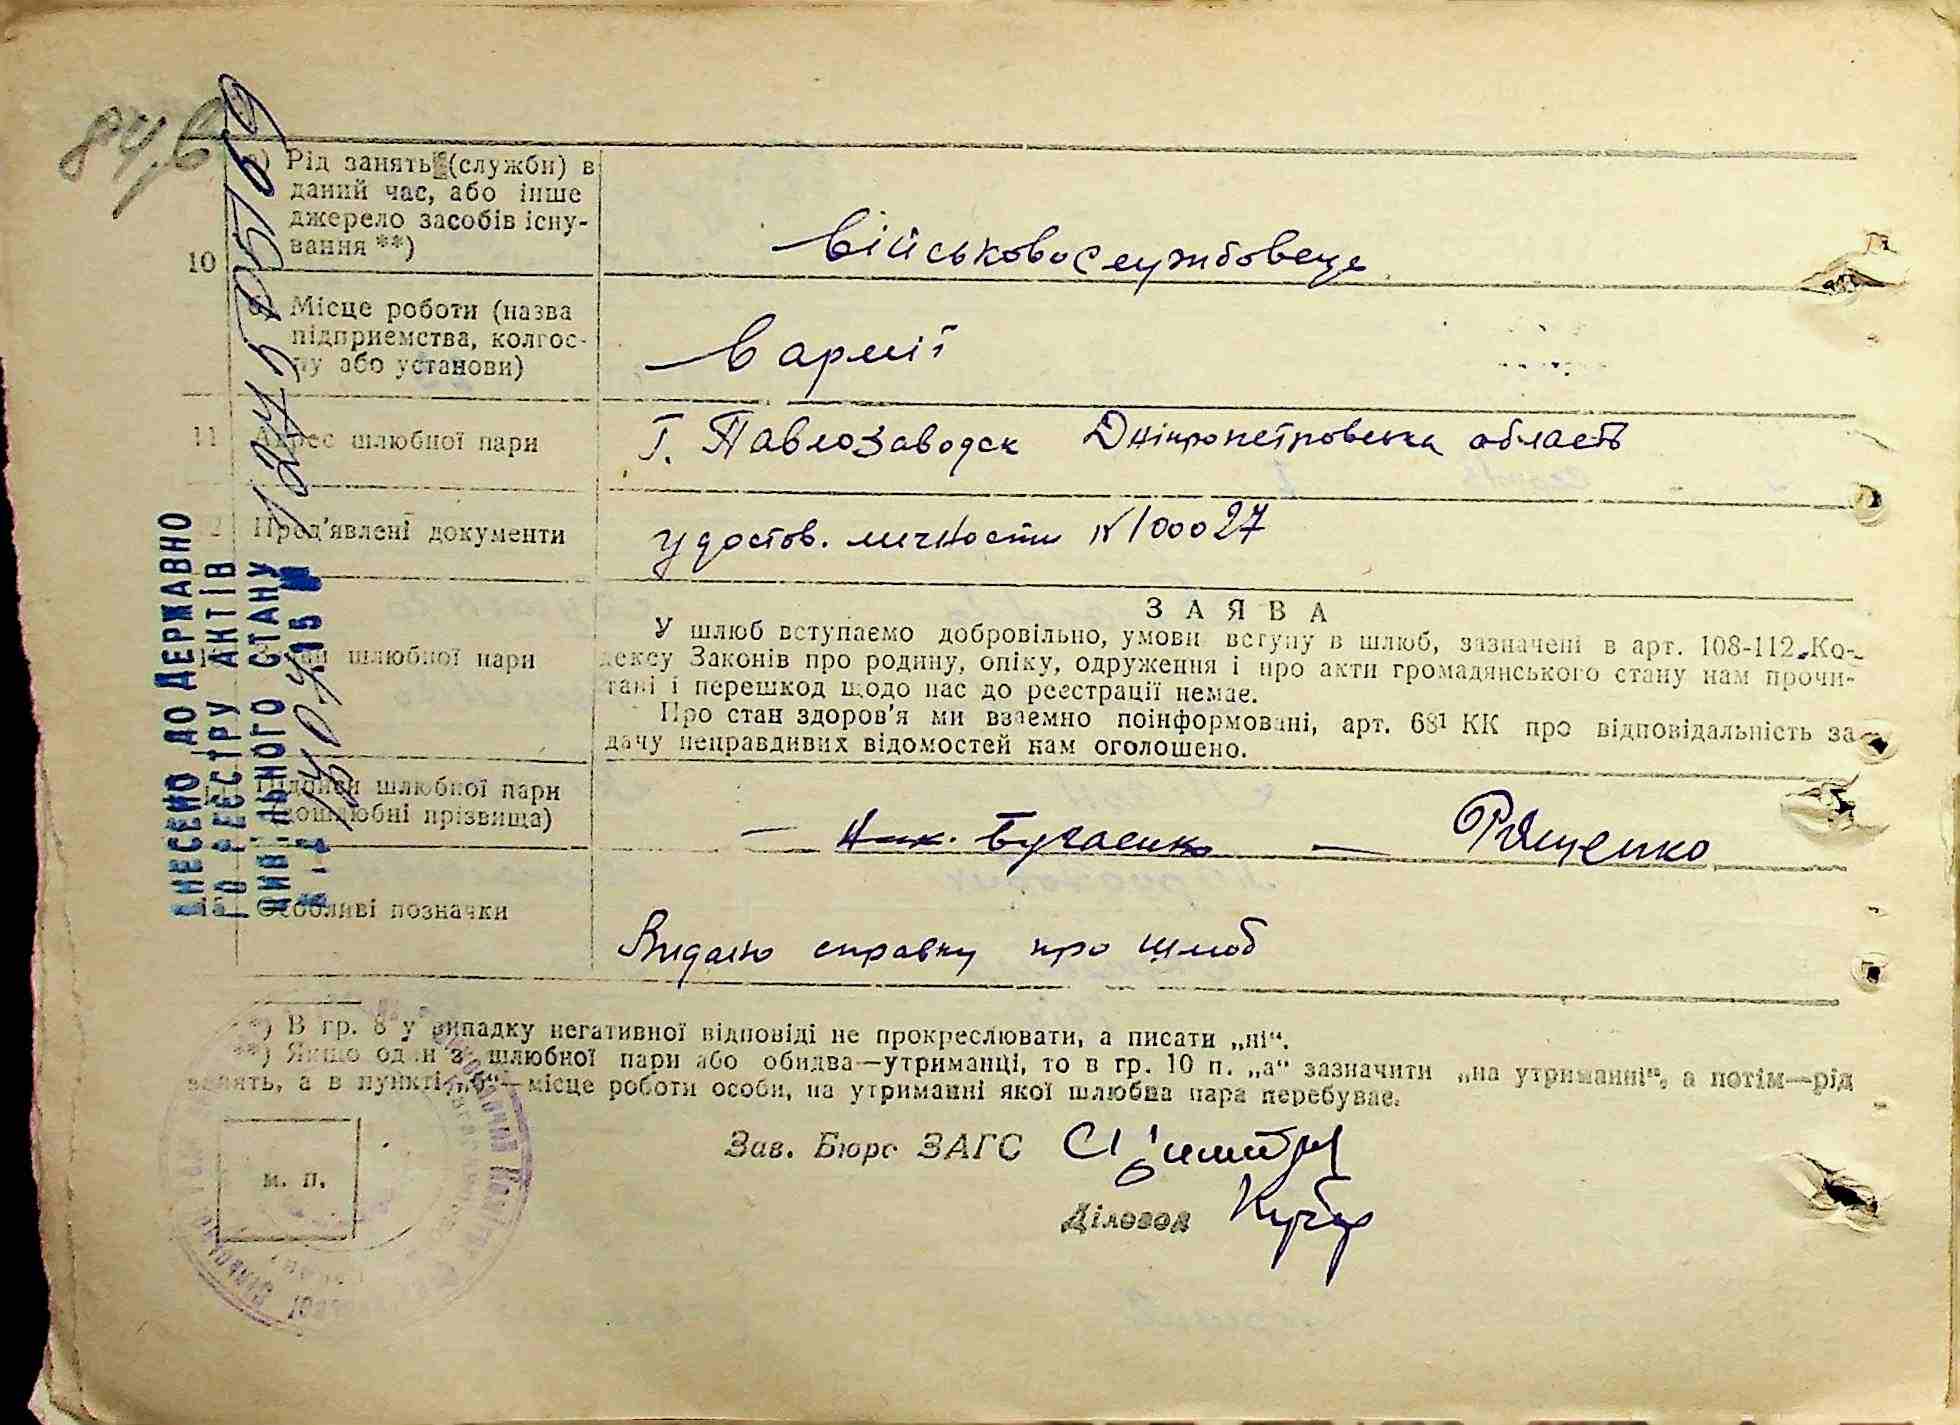 84,б
а) Рід занять (служби) в
даний час, або інше
джерело засобів існу-
вання **)
10
військовослужбовець
Місце роботи (назва
підприємства, колгос-
пу або установи)
в армії
11 Адрес шлюбної пари
Г. Павлозаводск Дніпропетровська область
12 Пред'явлені документи
удостов. личности N 100027
ЗАЯВА
У шлюб вступаємо добровільно, умови вступу в шлюб, зазначені в арт. 108-112 Ко-
дексу Законів про родину, опіку, одруження і про акти громадянського стану нам прочи-
тані і перешкод щодо нас до реєстрації немає.
Про стан здоров'я ми взаємно поінформовані, арт. 68¹ КК про відповідальність за
дачу неправдивих відомостей нам оголошено.
шлюбної пари
Підписи шлюбної пари
(дошлюбні прізвища)
— Бугаенко — Рященко
15 Особливі позначки
Видано справку про шлюб
*) В гр. 8 у випадку негативної відповіді не прокреслювати, а писати „ні“.
**) Якщо один з шлюбної пари або обидва—утриманці, то в гр. 10 п. „а“ зазначити „на утриманні“, а потім—рід
занять, а в пункті „б“—місце роботи особи, на утриманні якої шлюбна пара перебуває.
Зав. Бюро ЗАГС
Діловод
м. п.
ВНЕСЕНО ДО ДЕРЖАВНО
ГО РЕЄСТРУ АКТІВ
ЦИВІЛЬНОГО СТАНУ